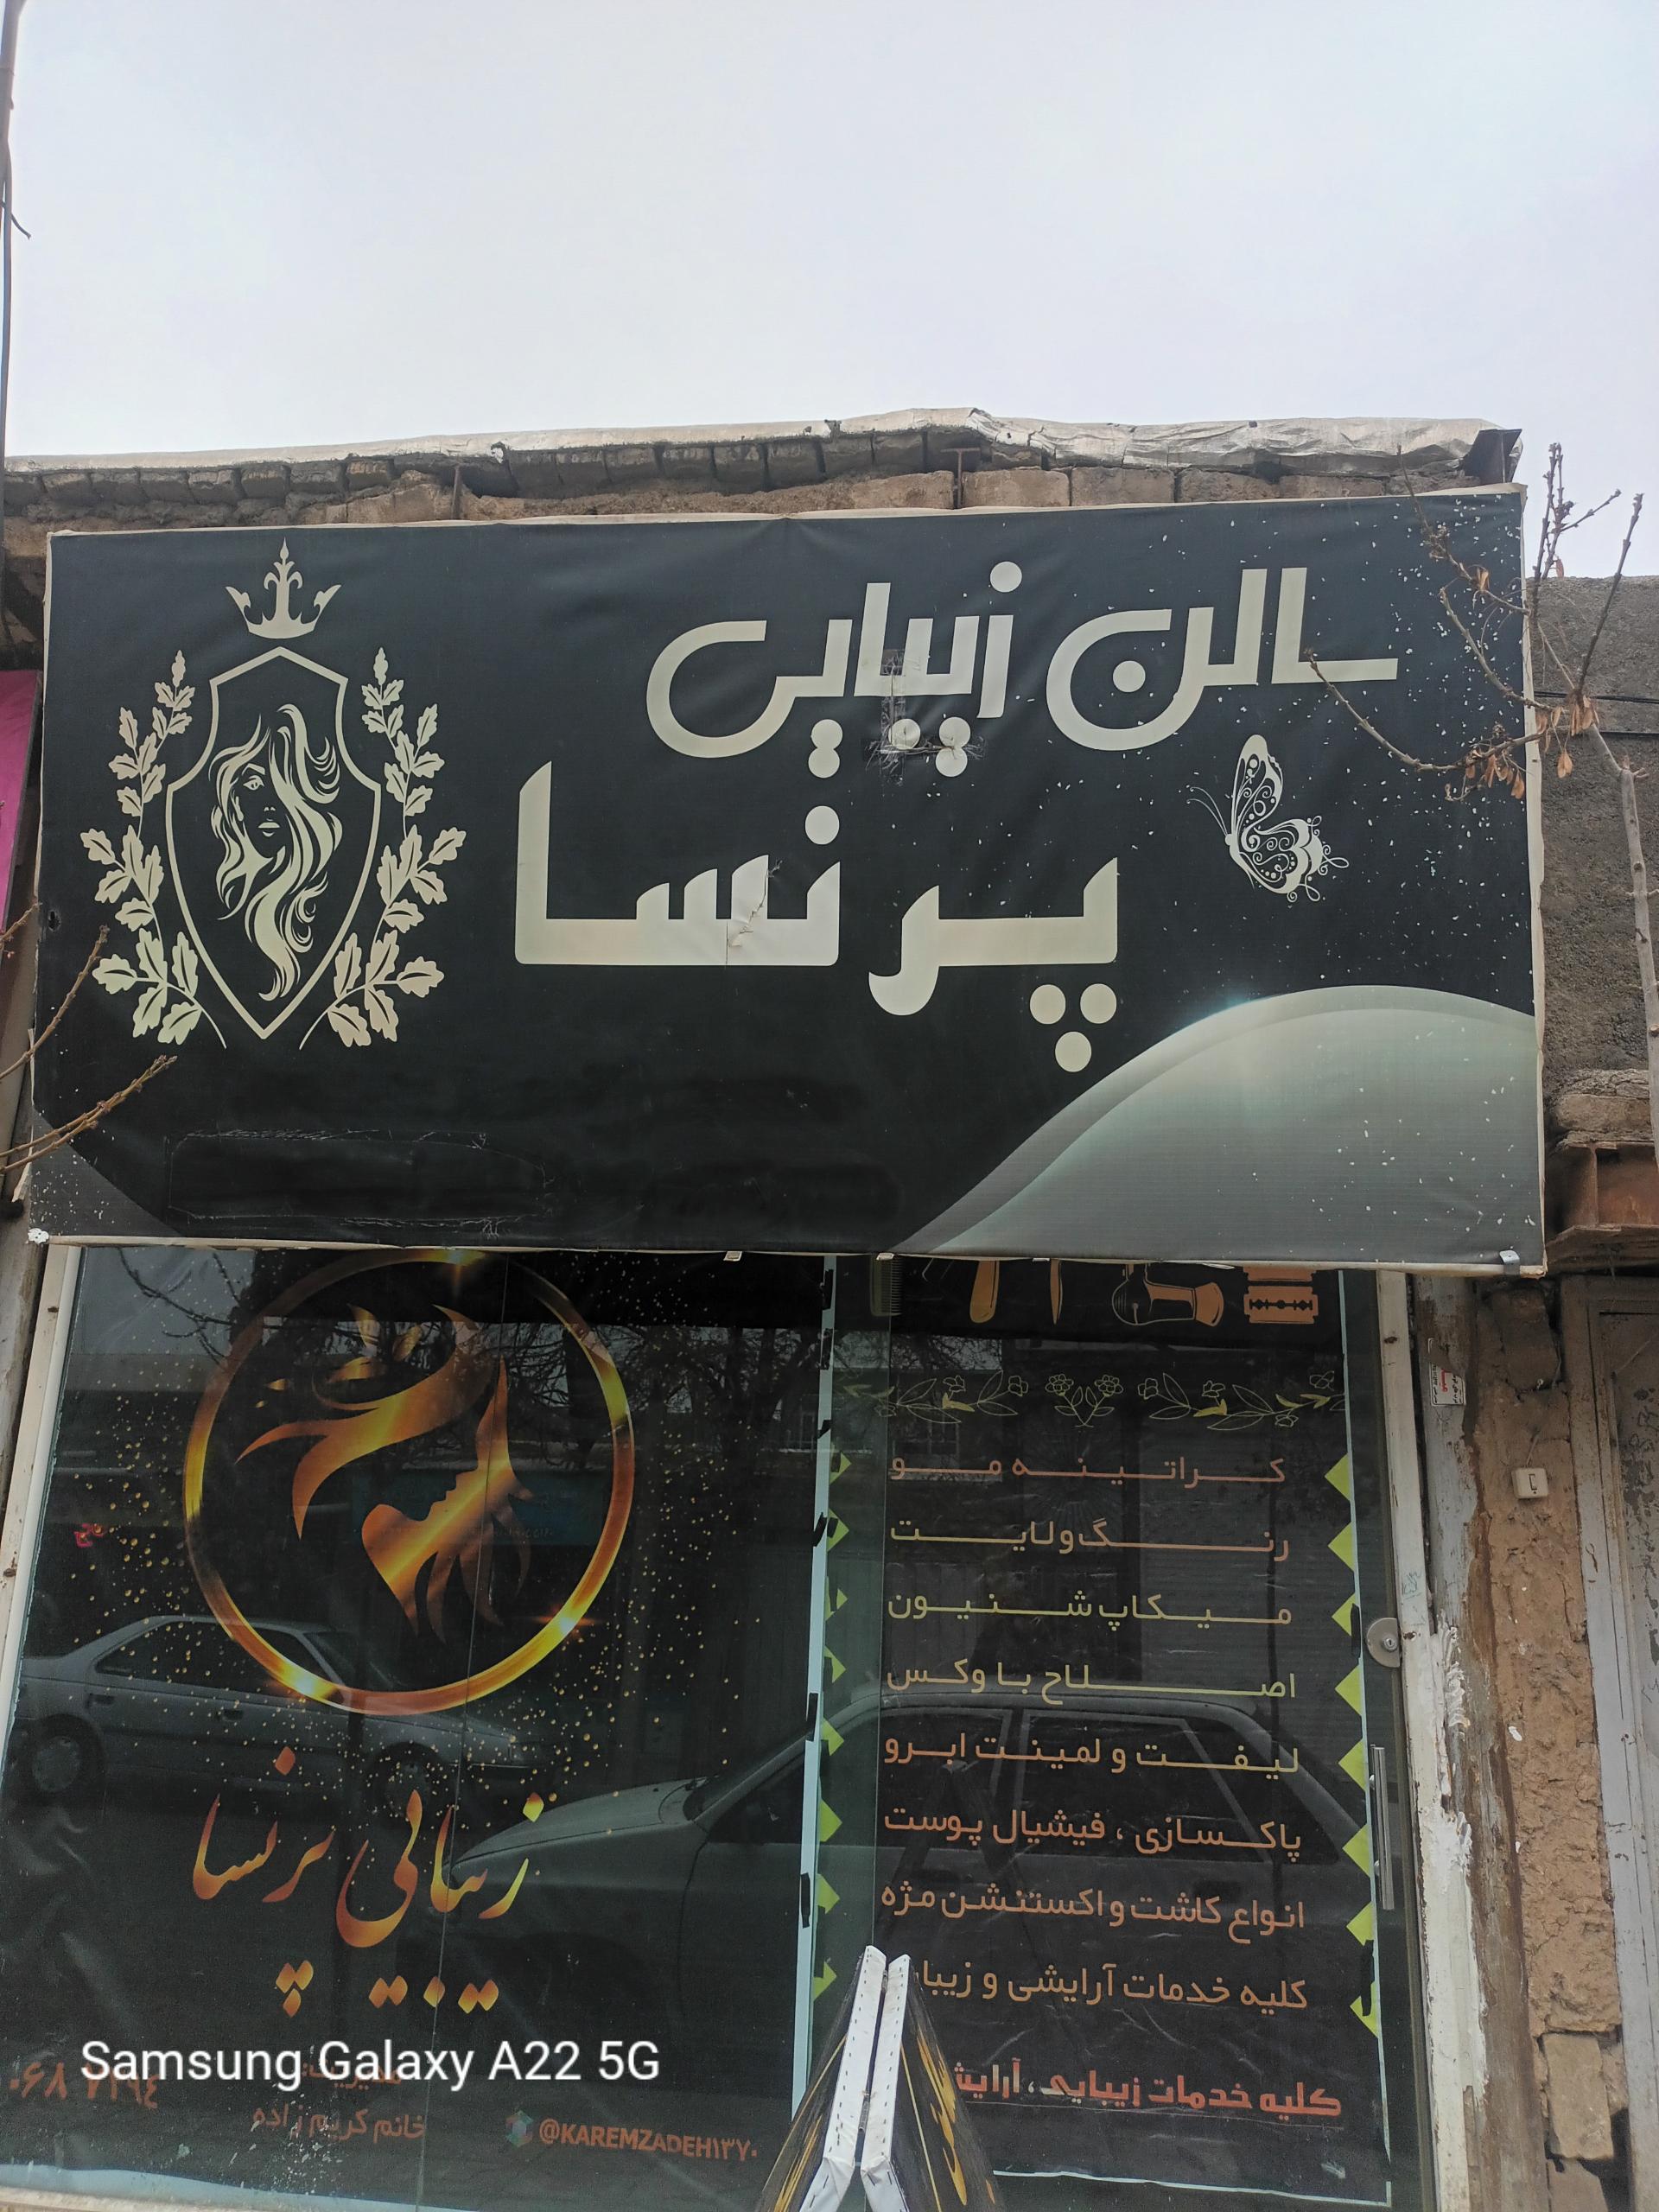 سالن زیبایی
پرنسا
کراتینه مو
رنگ و لایت
میکاپ شنیون
اصلاح با وکس
لیفت و لمینت ابرو
پاکسازی ، فیشیال پوست
انواع کاشت و اکستنشن مژه
کلیه خدمات آرایشی و زیبا
کلیه خدمات زیبایی، آرایش
زیبایی پرنسا
مدیریت:
خانم کریم زاده
@KAREMZADEH۱۳۷۰
Samsung Galaxy A22 5G